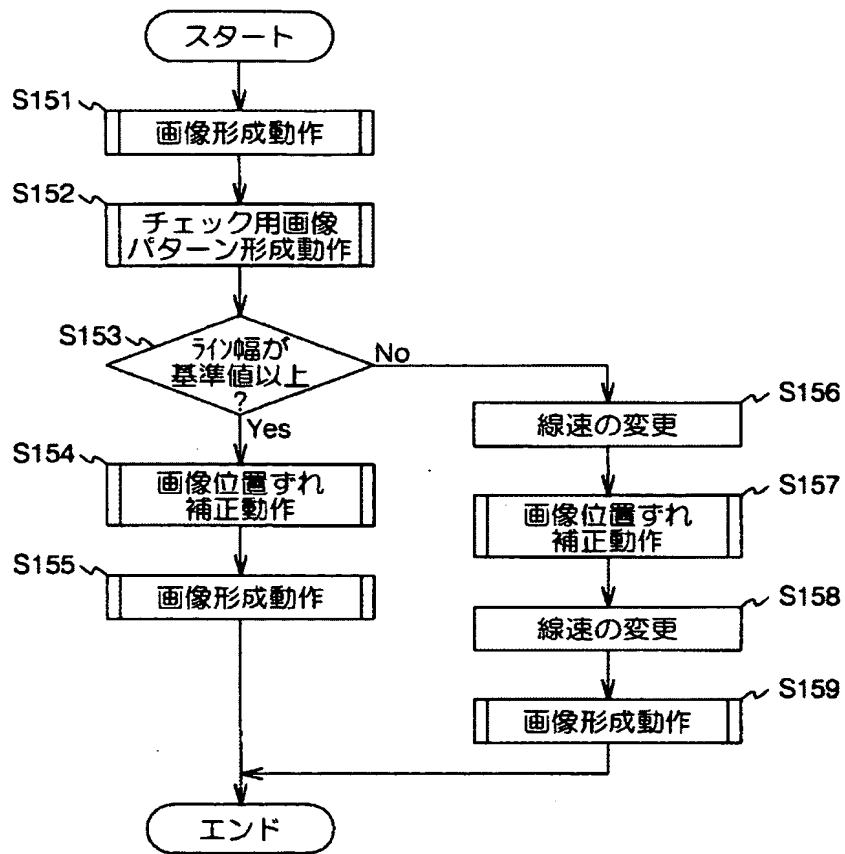 スタート
S151
画像形成動作
S152
チェック用画像
パターン形成動作
S153
ライン幅が
基準値以上
?
No
Yes
S154
画像位置ずれ
補正動作
S155
画像形成動作
S156
線速の変更
S157
画像位置ずれ
補正動作
S158
線速の変更
S159
画像形成動作
エンド